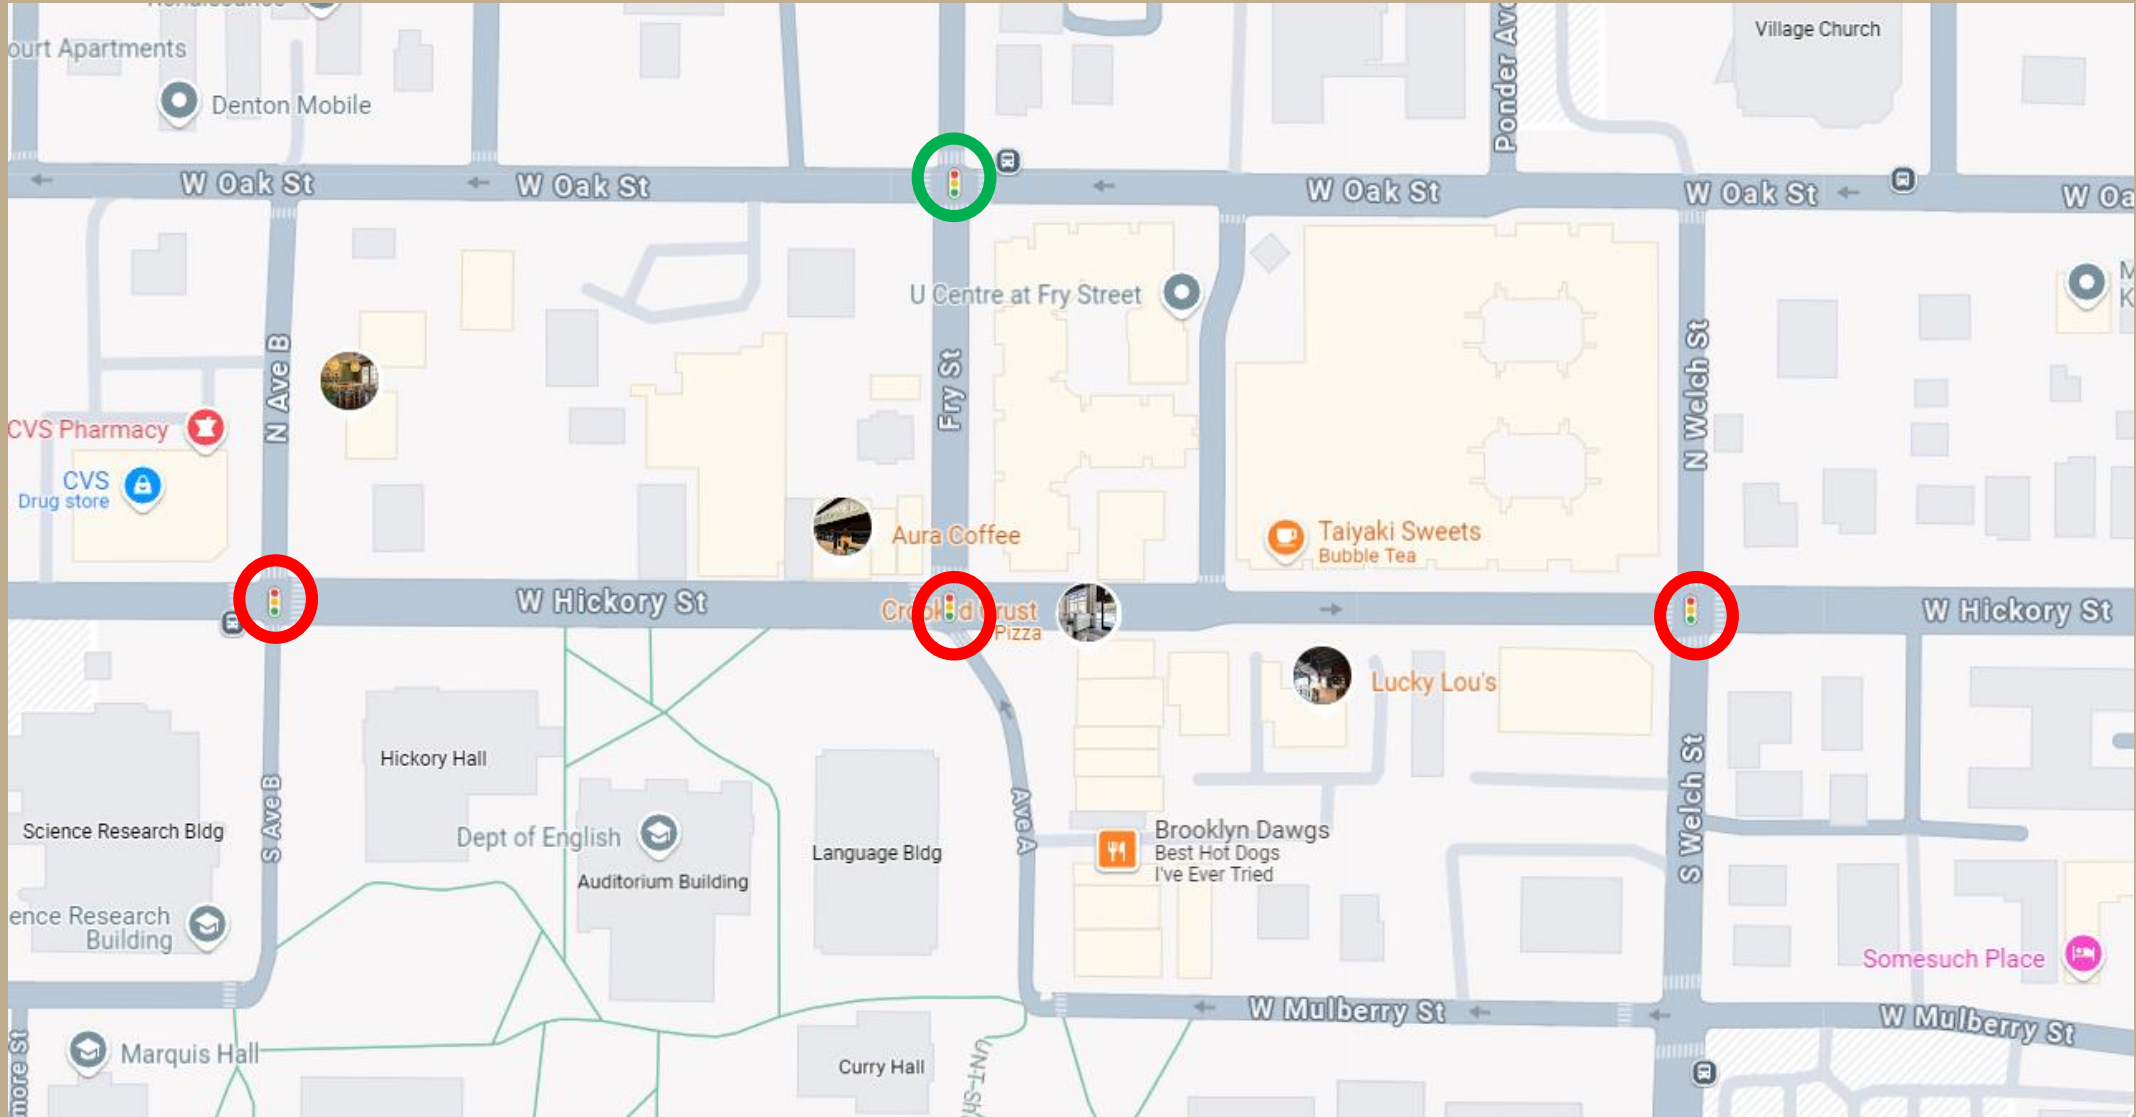 ourt Apartments
Village Church
Denton Mobile
Ponder Ave
W Oak St
W Oak St
W Oak St
W Oak St
W Oa
U Centre at Fry Street
M
K
N Ave B
Fry St
N Welch St
CVS Pharmacy
CVS
Drug store
Aura Coffee
Taiyaki Sweets
Bubble Tea
W Hickory St
Pizza
W Hickory St
Lucky Lou's
Hickory Hall
S Ave B
Ave A
S Welch St
Science Research Bldg
Dept of English
Language Bldg
Brooklyn Dawgs
Best Hot Dogs
I've Ever Tried
Auditorium Building
ence Research
Building
Somesuch Place
W Mulberry St
W Mulberry St
more St
Marquis Hall
Curry Hall